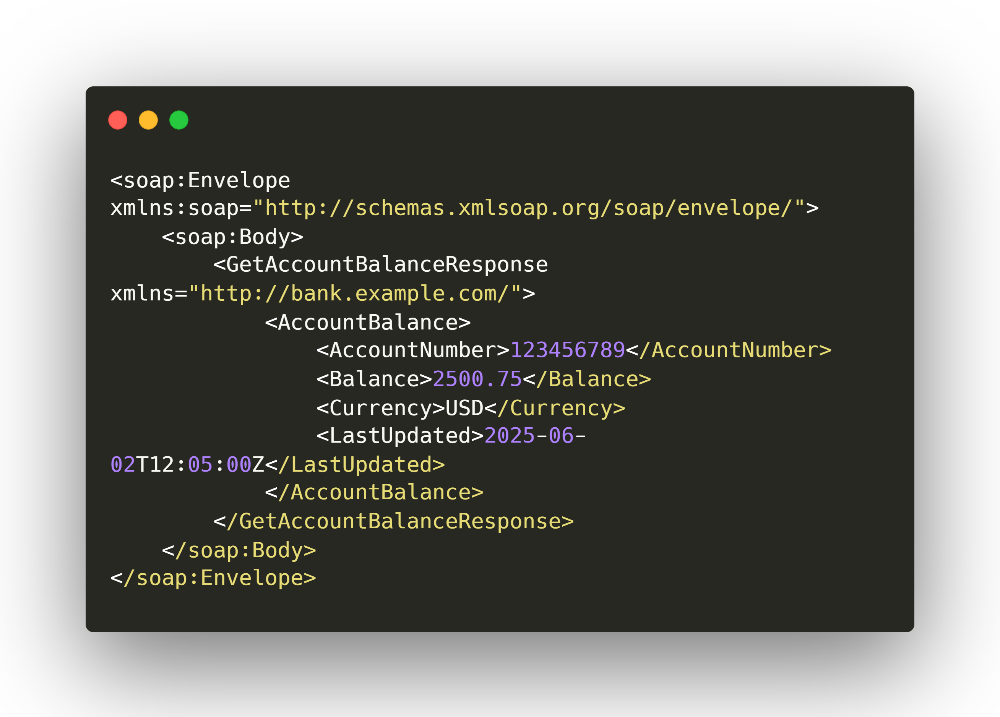 <soap:Envelope
xmlns:soap="http://schemas.xmlsoap.org/soap/envelope/">
    <soap:Body>
        <GetAccountBalanceResponse
xmlns="http://bank.example.com/">
            <AccountBalance>
                <AccountNumber>123456789</AccountNumber>
                <Balance>2500.75</Balance>
                <Currency>USD</Currency>
                <LastUpdated>2025-06-
02T12:05:00Z</LastUpdated>
            </AccountBalance>
        </GetAccountBalanceResponse>
    </soap:Body>
</soap:Envelope>